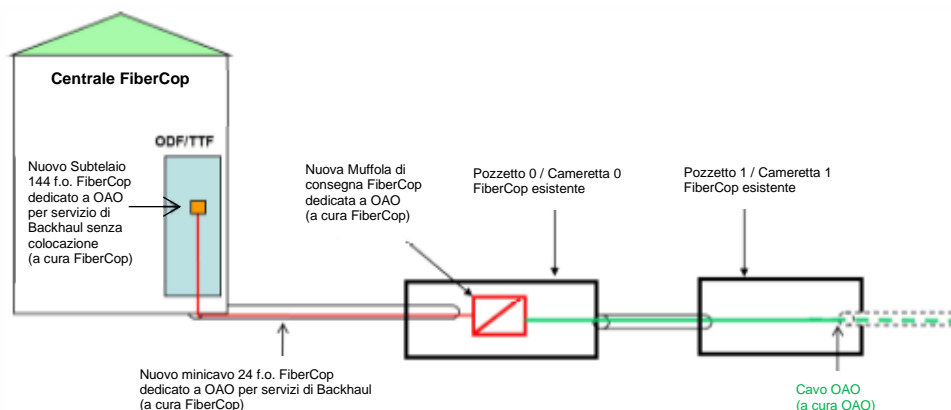 Centrale FiberCop
ODF/TTF
Nuovo Subtelaio
144 f.o. FiberCop
dedicato a OAO
per servizio di
Backhaul senza
colocazione
(a cura FiberCop)
Nuova Muffola di
consegna FiberCop
dedicata a OAO
(a cura FiberCop)
Pozzetto 0 / Cameretta 0
FiberCop esistente
Pozzetto 1 / Cameretta 1
FiberCop esistente
Nuovo minicavo 24 f.o. FiberCop
dedicato a OAO per servizi di Backhaul
(a cura FiberCop)
Cavo OAO
(a cura OAO)